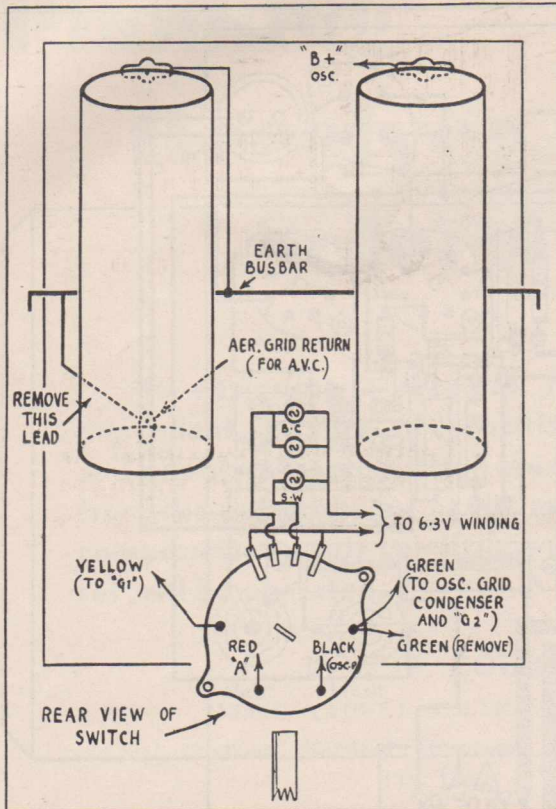 "B+"
OSC.
EARTH
BUSBAR
AER. GRID RETURN
(FOR A.V.C.)
REMOVE
THIS
LEAD
B.C
S.W
TO 6.3V WINDING
YELLOW
(TO "G1")
GREEN
(TO OSC. GRID
CONDENSER
AND "G2")
RED
"A"
BLACK
(OSC.P)
GREEN (REMOVE)
REAR VIEW OF
SWITCH